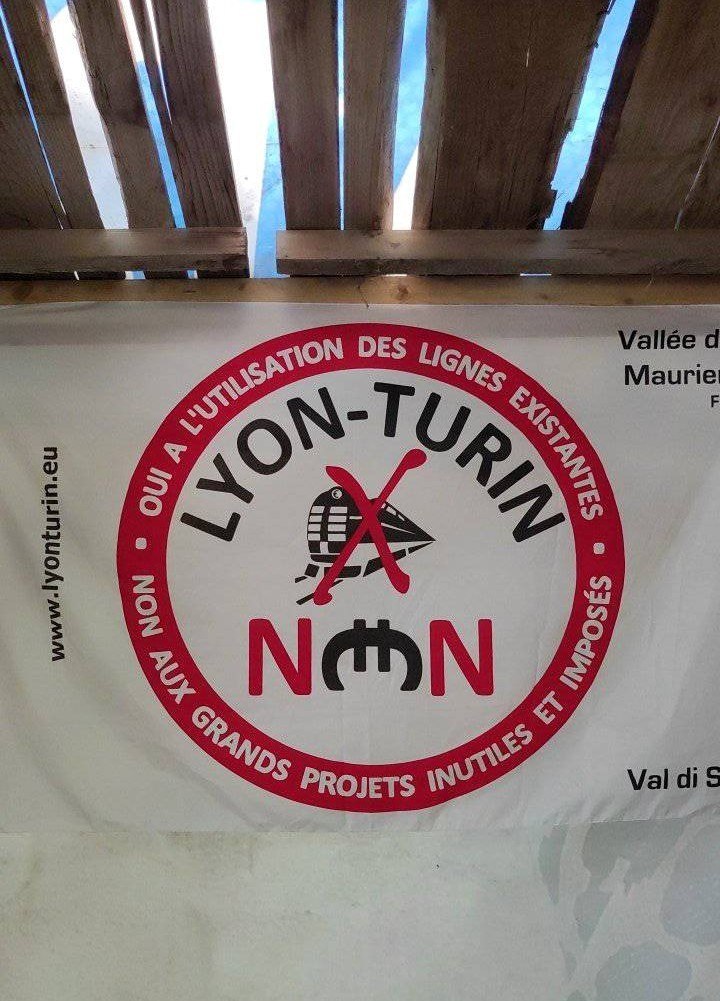 OUI A L'UTILISATION DES LIGNES EXISTANTES
LYON-TURIN
N€N
NON AUX GRANDS PROJETS INUTILES ET IMPOSÉS
www.lyonturin.eu
Vallée d
Maurien
F
Val di S